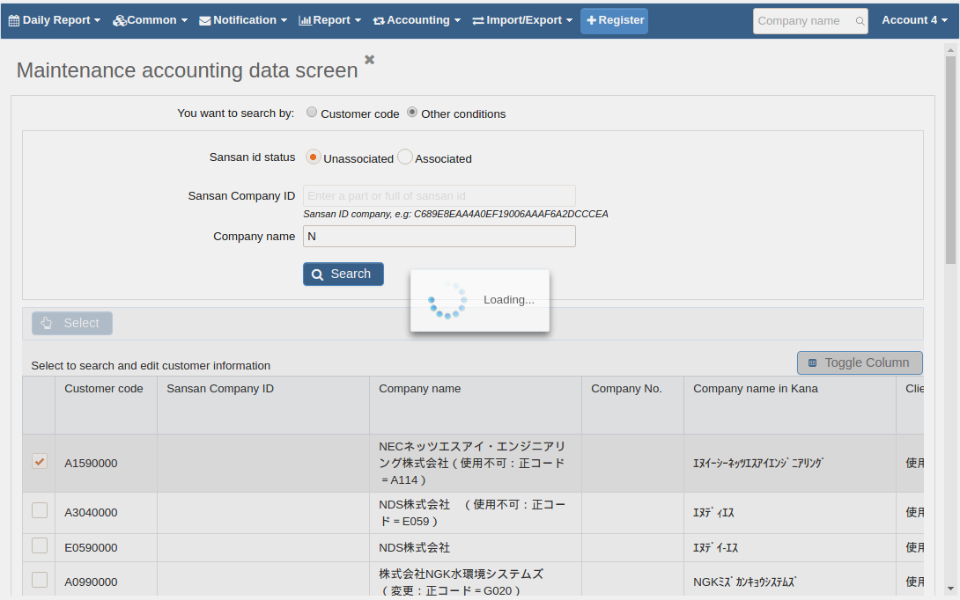 Daily Report Common Notification Report Accounting Import/Export Register Company name Account 4
Maintenance accounting data screen
You want to search by: Customer code Other conditions
Sansan id status Unassociated Associated
Sansan Company ID Enter a part or full of sansan id
Sansan ID company, e.g: C689E8EAA4A0EF19006AAAF6A2DCCCEA
Company name N
Search
Loading...
Select
Select to search and edit customer information
Toggle Column
Customer code Sansan Company ID Company name Company No. Company name in Kana Clie
NECネッツエスアイ・エンジニアリ
A1590000 ング株式会社（使用不可：正コード ｴﾇｲｰｼｰﾈｯﾂｴｽｱｲｴﾝｼﾞﾆｱﾘﾝｸﾞ 使用
＝A114）
NDS株式会社　（使用不可：正コー
A3040000 ド＝E059） ｴﾇﾃﾞｨｴｽ 使用
E0590000 NDS株式会社 ｴﾇﾃﾞｲ-ｴｽ 使用
株式会社NGK水環境システムズ
A0990000 （変更：正コード＝G020） NGKﾐｽﾞｶﾝｷｮｳｼｽﾃﾑｽﾞ 使用